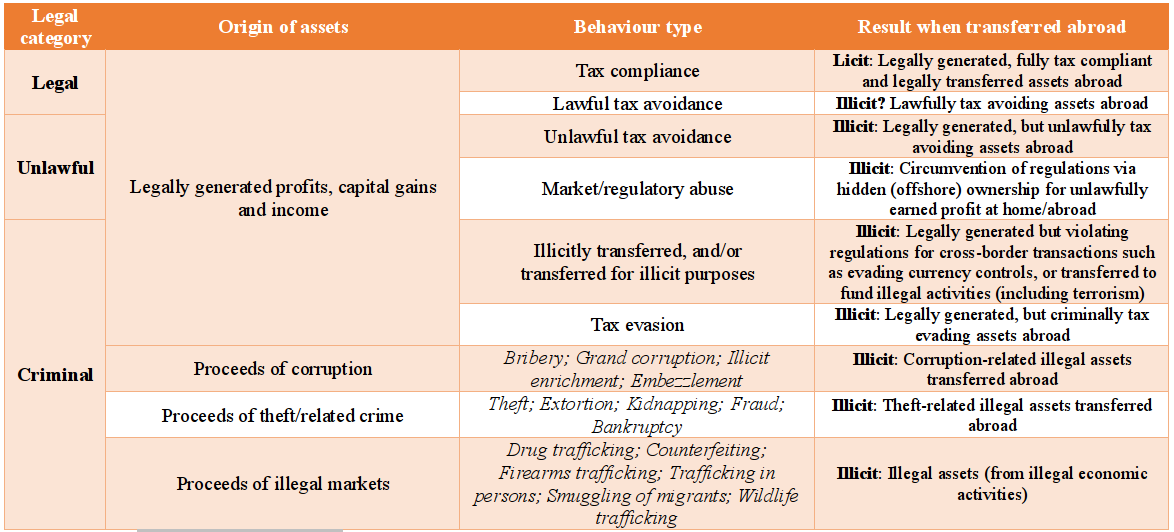 Legal
category
Origin of assets
Behaviour type
Result when transferred abroad
Legal
Legally generated profits, capital gains
and income
Tax compliance
Licit: Legally generated, fully tax compliant
and legally transferred assets abroad
Lawful tax avoidance
Illicit? Lawfully tax avoiding assets abroad
Unlawful
Unlawful tax avoidance
Illicit: Legally generated, but unlawfully tax
avoiding assets abroad
Market/regulatory abuse
Illicit: Circumvention of regulations via
hidden (offshore) ownership for unlawfully
earned profit at home/abroad
Criminal
Illicitly transferred, and/or
transferred for illicit purposes
Illicit: Legally generated but violating
regulations for cross-border transactions such
as evading currency controls, or transferred to
fund illegal activities (including terrorism)
Tax evasion
Illicit: Legally generated, but criminally tax
evading assets abroad
Proceeds of corruption
Bribery; Grand corruption; Illicit
enrichment; Embezzlement
Illicit: Corruption-related illegal assets
transferred abroad
Proceeds of theft/related crime
Theft; Extortion; Kidnapping; Fraud;
Bankruptcy
Illicit: Theft-related illegal assets transferred
abroad
Proceeds of illegal markets
Drug trafficking; Counterfeiting;
Firearms trafficking; Trafficking in
persons; Smuggling of migrants; Wildlife
trafficking
Illicit: Illegal assets (from illegal economic
activities)